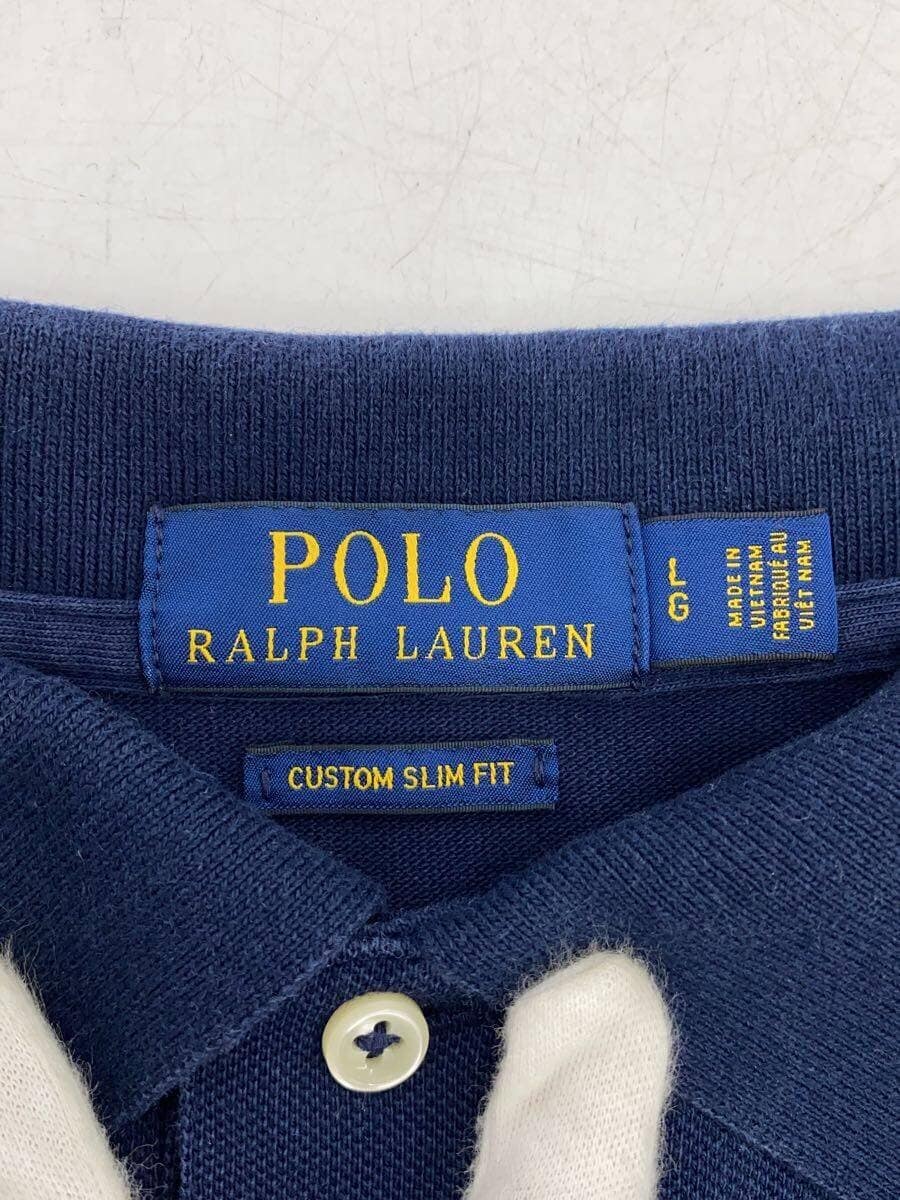 POLO
RALPH LAUREN
L
G
MADE IN
VIETNAM
FABRIQUÉ AU
VIÊT NAM
CUSTOM SLIM FIT